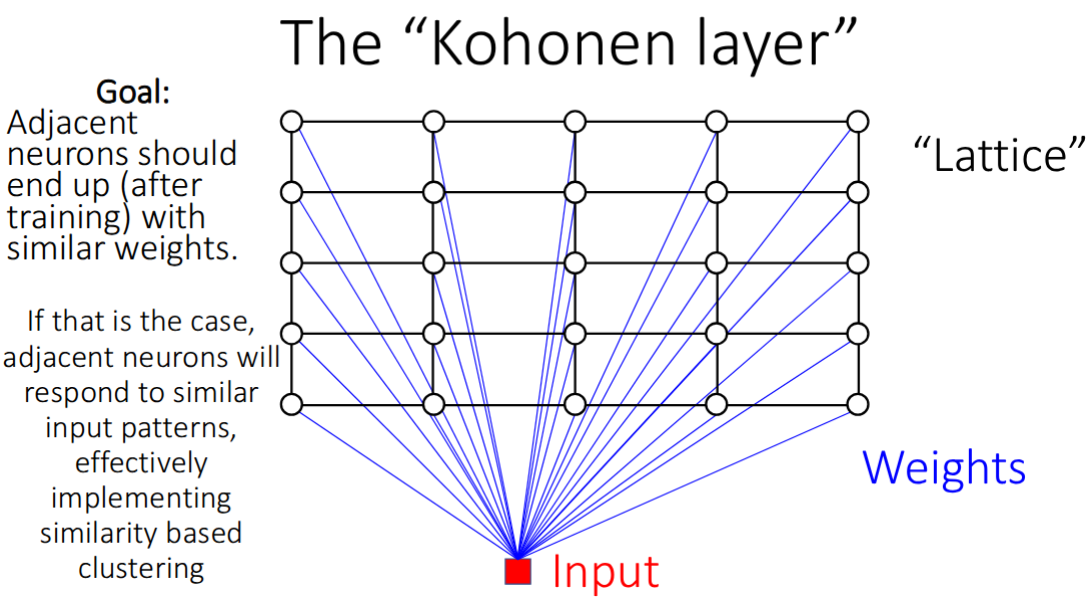 The “Kohonen layer”
Goal:
Adjacent
neurons should
end up (after
training) with
similar weights.
If that is the case,
adjacent neurons will
respond to similar
input patterns,
effectively
implementing
similarity based
clustering
“Lattice”
Weights
Input